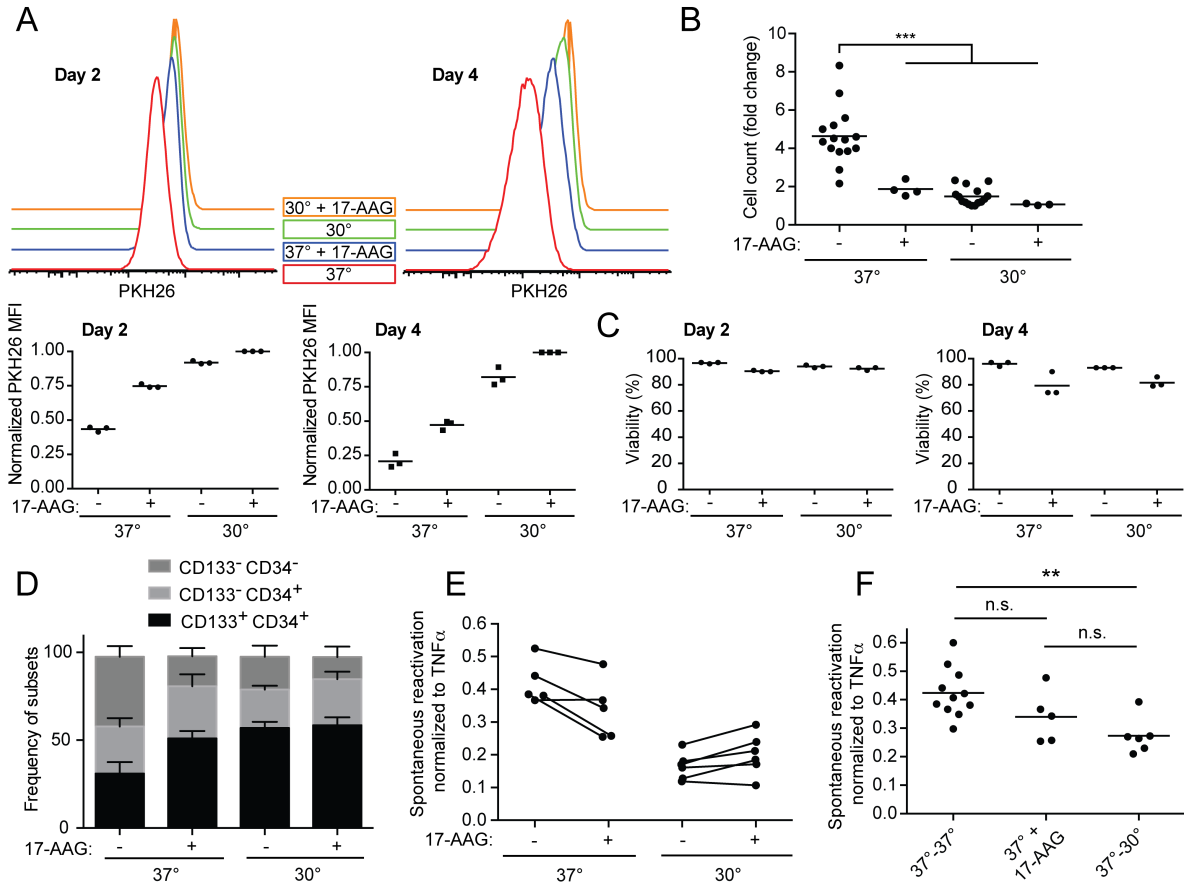 A
Day 2
Day 4
30° + 17-AAG
30°
37° + 17-AAG
37°
PKH26
PKH26
B
Cell count (fold change)
10
8
6
4
2
0
***
17-AAG: - + - +
37° 30°
Day 2
Normalized PKH26 MFI
1.00
0.75
0.50
0.25
0.00
17-AAG: - + - +
37° 30°
Day 4
Normalized PKH26 MFI
1.00
0.75
0.50
0.25
0.00
- + - +
37° 30°
C
Day 2
Viability (%)
100
80
60
40
20
0
17-AAG: - + - +
37° 30°
Day 4
Viability (%)
100
80
60
40
20
0
- + - +
37° 30°
D
CD133⁻ CD34⁻
CD133⁻ CD34⁺
CD133⁺ CD34⁺
Frequency of subsets
100
50
0
17-AAG: - + - +
37° 30°
E
Spontaneous reactivation
normalized to TNFα
0.6
0.5
0.4
0.3
0.2
0.1
0.0
17-AAG: - + - +
37° 30°
F
**
n.s.
n.s.
Spontaneous reactivation
normalized to TNFα
0.6
0.5
0.4
0.3
0.2
0.1
0.0
37°-37°
37° +
17-AAG
37°-30°